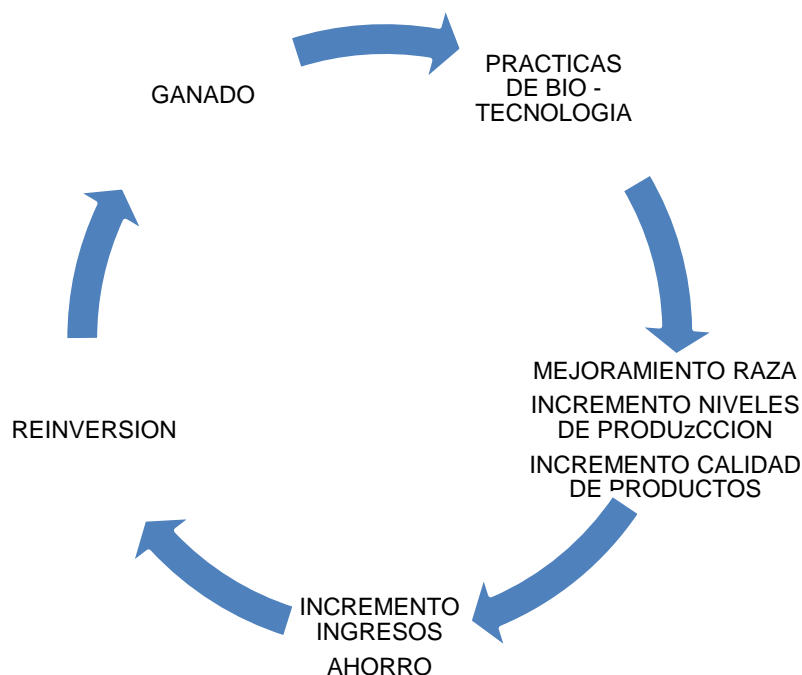 GANADO
PRACTICAS
DE BIO -
TECNOLOGIA
MEJORAMIENTO RAZA
INCREMENTO NIVELES
DE PRODUzCCION
INCREMENTO CALIDAD
DE PRODUCTOS
INCREMENTO
INGRESOS
AHORRO
REINVERSION